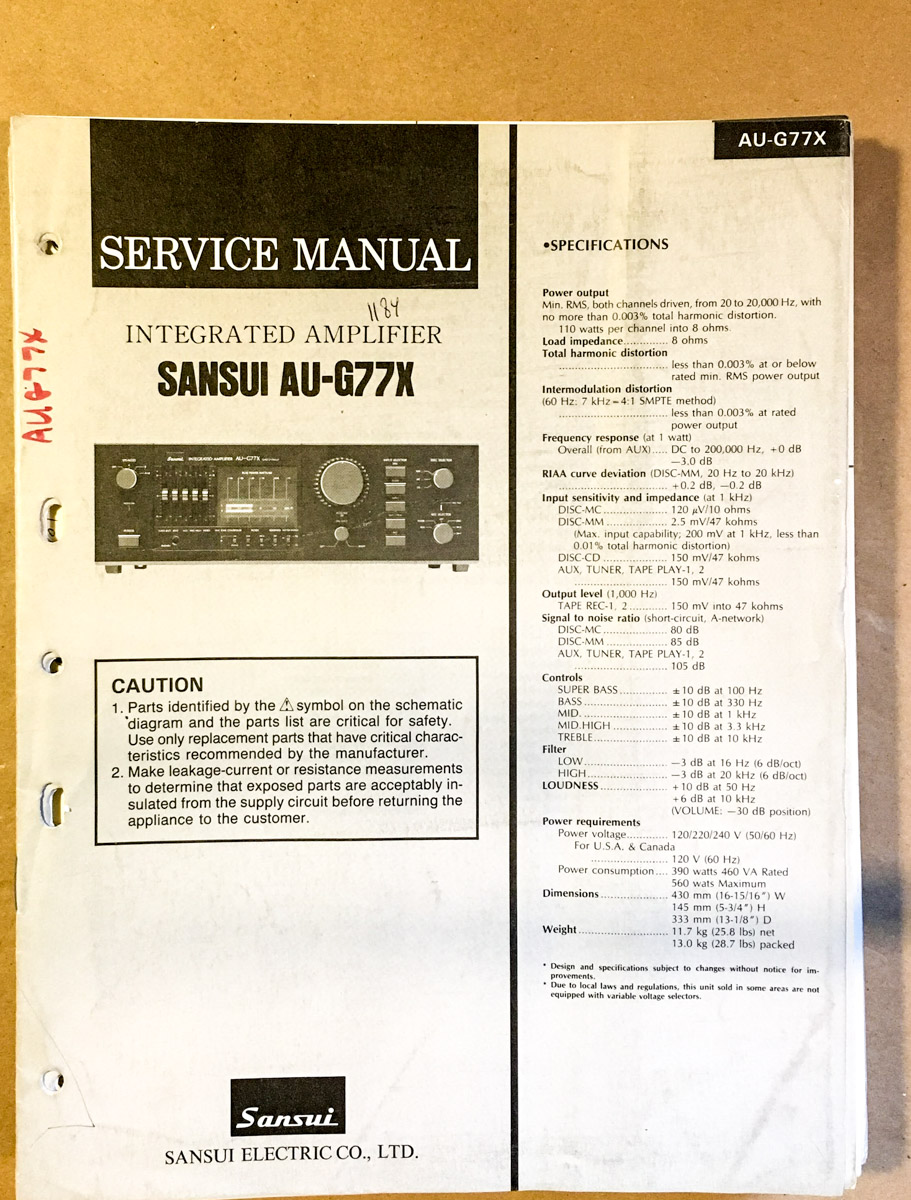 AU-G77X
SERVICE MANUAL
1184
INTEGRATED AMPLIFIER
SANSUI AU-G77X
AU-G77X
Sansui INTEGRATED AMPLIFIER AU-G77X
CAUTION
1. Parts identified by the ⚠ symbol on the schematic
diagram and the parts list are critical for safety.
Use only replacement parts that have critical charac-
teristics recommended by the manufacturer.
2. Make leakage-current or resistance measurements
to determine that exposed parts are acceptably in-
sulated from the supply circuit before returning the
appliance to the customer.
Sansui
SANSUI ELECTRIC CO., LTD.
•SPECIFICATIONS
Power output
Min. RMS, both channels driven, from 20 to 20,000 Hz, with
no more than 0.003% total harmonic distortion.
110 watts per channel into 8 ohms
Load impedance.............. 8 ohms
Total harmonic distortion
.............................. less than 0.003% at or below
rated min. RMS power output
Intermodulation distortion
(60 Hz: 7 kHz=4:1 SMPTE method)
.............................. less than 0.003% at rated
power output
Frequency response (at 1 watt)
Overall (from AUX)..... DC to 200,000 Hz, +0 dB
−3.0 dB
RIAA curve deviation (DISC-MM, 20 Hz to 20 kHz)
.............................. +0.2 dB, −0.2 dB
Input sensitivity and impedance (at 1 kHz)
DISC-MC.................. 120 µV/10 ohms
DISC-MM.................. 2.5 mV/47 kohms
(Max. input capability; 200 mV at 1 kHz, less than
0.01% total harmonic distortion)
DISC-CD.................. 150 mV/47 kohms
AUX, TUNER, TAPE PLAY-1, 2
.......................... 150 mV/47 kohms
Output level (1,000 Hz)
TAPE REC-1, 2........... 150 mV into 47 kohms
Signal to noise ratio (short-circuit, A-network)
DISC-MC.................. 80 dB
DISC-MM.................. 85 dB
AUX, TUNER, TAPE PLAY-1, 2
.......................... 105 dB
Controls
SUPER BASS............. ±10 dB at 100 Hz
BASS....................... ±10 dB at 330 Hz
MID. ....................... ±10 dB at 1 kHz
MID.HIGH................ ±10 dB at 3.3 kHz
TREBLE.................... ±10 dB at 10 kHz
Filter
LOW....................... −3 dB at 16 Hz (6 dB/oct)
HIGH...................... −3 dB at 20 kHz (6 dB/oct)
LOUDNESS................... +10 dB at 50 Hz
+6 dB at 10 kHz
(VOLUME: −30 dB position)
Power requirements
Power voltage............ 120/220/240 V (50/60 Hz)
For U.S.A. & Canada
...................... 120 V (60 Hz)
Power consumption.... 390 watts 460 VA Rated
560 wats Maximum
Dimensions................... 430 mm (16-15/16″) W
145 mm (5-3/4″) H
333 mm (13-1/8″) D
Weight......................... 11.7 kg (25.8 lbs) net
13.0 kg (28.7 lbs) packed
* Design and specifications subject to changes without notice for im-
provements.
* Due to local laws and regulations, this unit sold in some areas are not
equipped with variable voltage selectors.